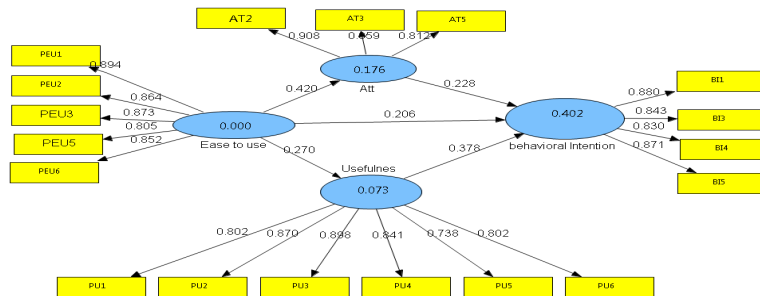 AT2
AT3
AT5
0.908
0.859
0.812
PEU1
0.894
0.176
Att
PEU2
0.864
PEU3
0.873
PEU5
0.805
PEU6
0.852
0.000
Ease to use
0.420
0.228
0.206
0.270
0.378
0.402
behavioral Intention
BI1
0.880
BI3
0.843
BI4
0.830
BI5
0.871
Usefulnes
0.073
0.802
0.870
0.898
0.841
0.738
0.802
PU1
PU2
PU3
PU4
PU5
PU6